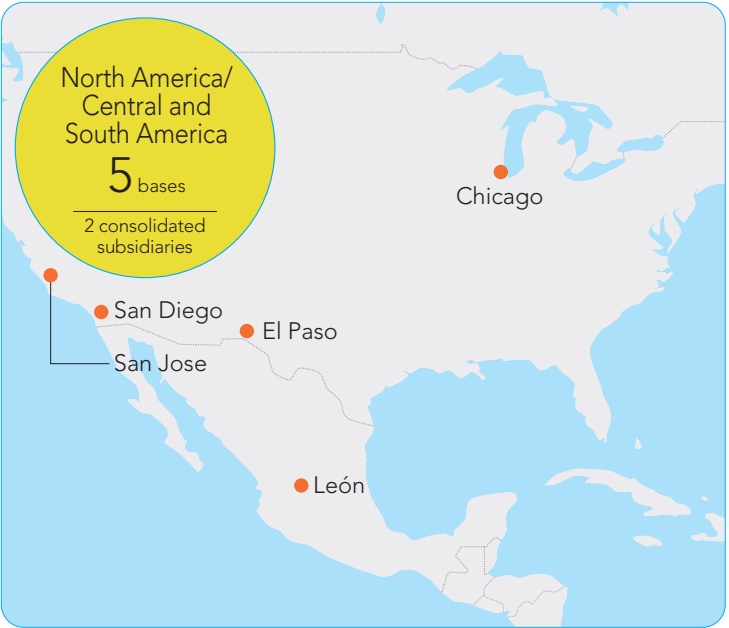 North America/
Central and
South America
5 bases
2 consolidated
subsidiaries
Chicago
San Diego
El Paso
San Jose
León